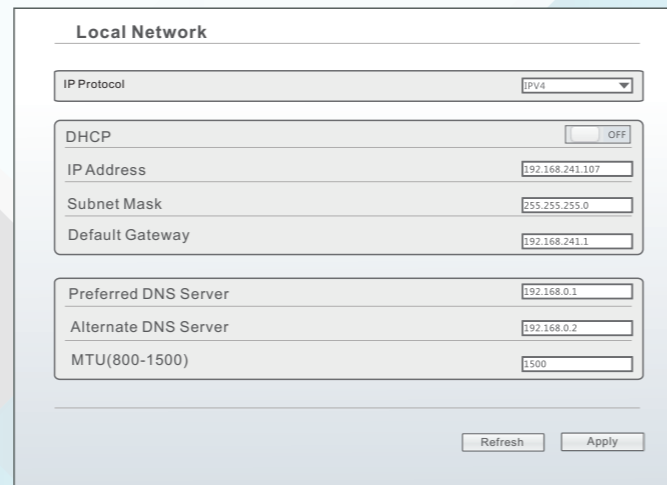 Local Network
IP Protocol IPV4
DHCP OFF
IP Address 192.168.241.107
Subnet Mask 255.255.255.0
Default Gateway 192.168.241.1
Preferred DNS Server 192.168.0.1
Alternate DNS Server 192.168.0.2
MTU(800-1500) 1500
Refresh Apply